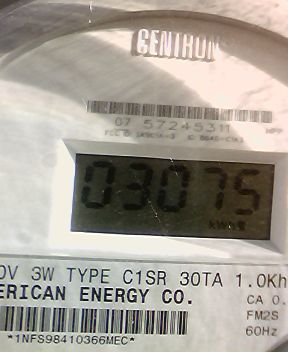 CENTRON
07 57245311
03075
kWh
0V 3W TYPE C1SR 30TA 1.0Kh
ERICAN ENERGY CO.
CA 0.
FM2S
60Hz
*1NFS98410366MEC*